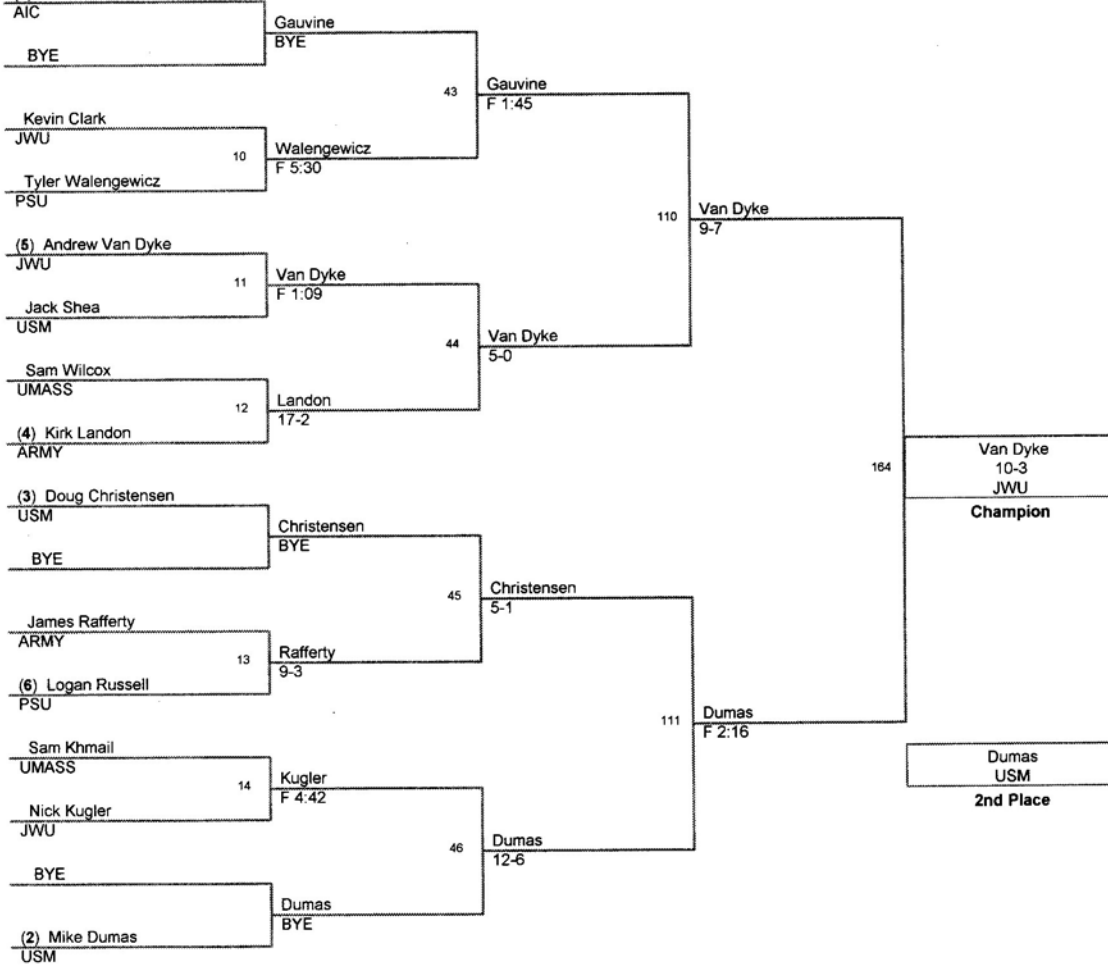 AIC
BYE
Gauvine
BYE
43
Gauvine
F 1:45
Kevin Clark
JWU
10
Tyler Walengewicz
PSU
Walengewicz
F 5:30
110
Van Dyke
9-7
(5) Andrew Van Dyke
JWU
11
Jack Shea
USM
Van Dyke
F 1:09
44
Van Dyke
5-0
Sam Wilcox
UMASS
12
(4) Kirk Landon
ARMY
Landon
17-2
164
Van Dyke
10-3
JWU
Champion
(3) Doug Christensen
USM
BYE
Christensen
BYE
45
Christensen
5-1
James Rafferty
ARMY
13
(6) Logan Russell
PSU
Rafferty
9-3
111
Dumas
F 2:16
Sam Khmail
UMASS
14
Nick Kugler
JWU
Kugler
F 4:42
46
Dumas
12-6
BYE
(2) Mike Dumas
USM
Dumas
BYE
Dumas
USM
2nd Place